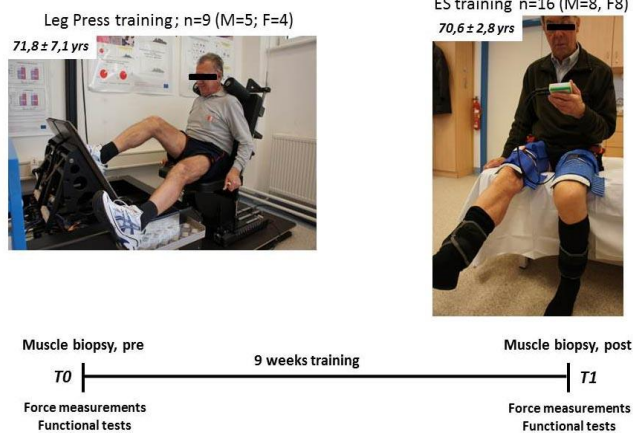 Leg Press training; n=9 (M=5; F=4)
71,8 ± 7,1 yrs
ES training n=16 (M=8, F8)
70,6 ± 2,8 yrs
Muscle biopsy, pre
T0
Force measurements
Functional tests
9 weeks training
Muscle biopsy, post
T1
Force measurements
Functional tests